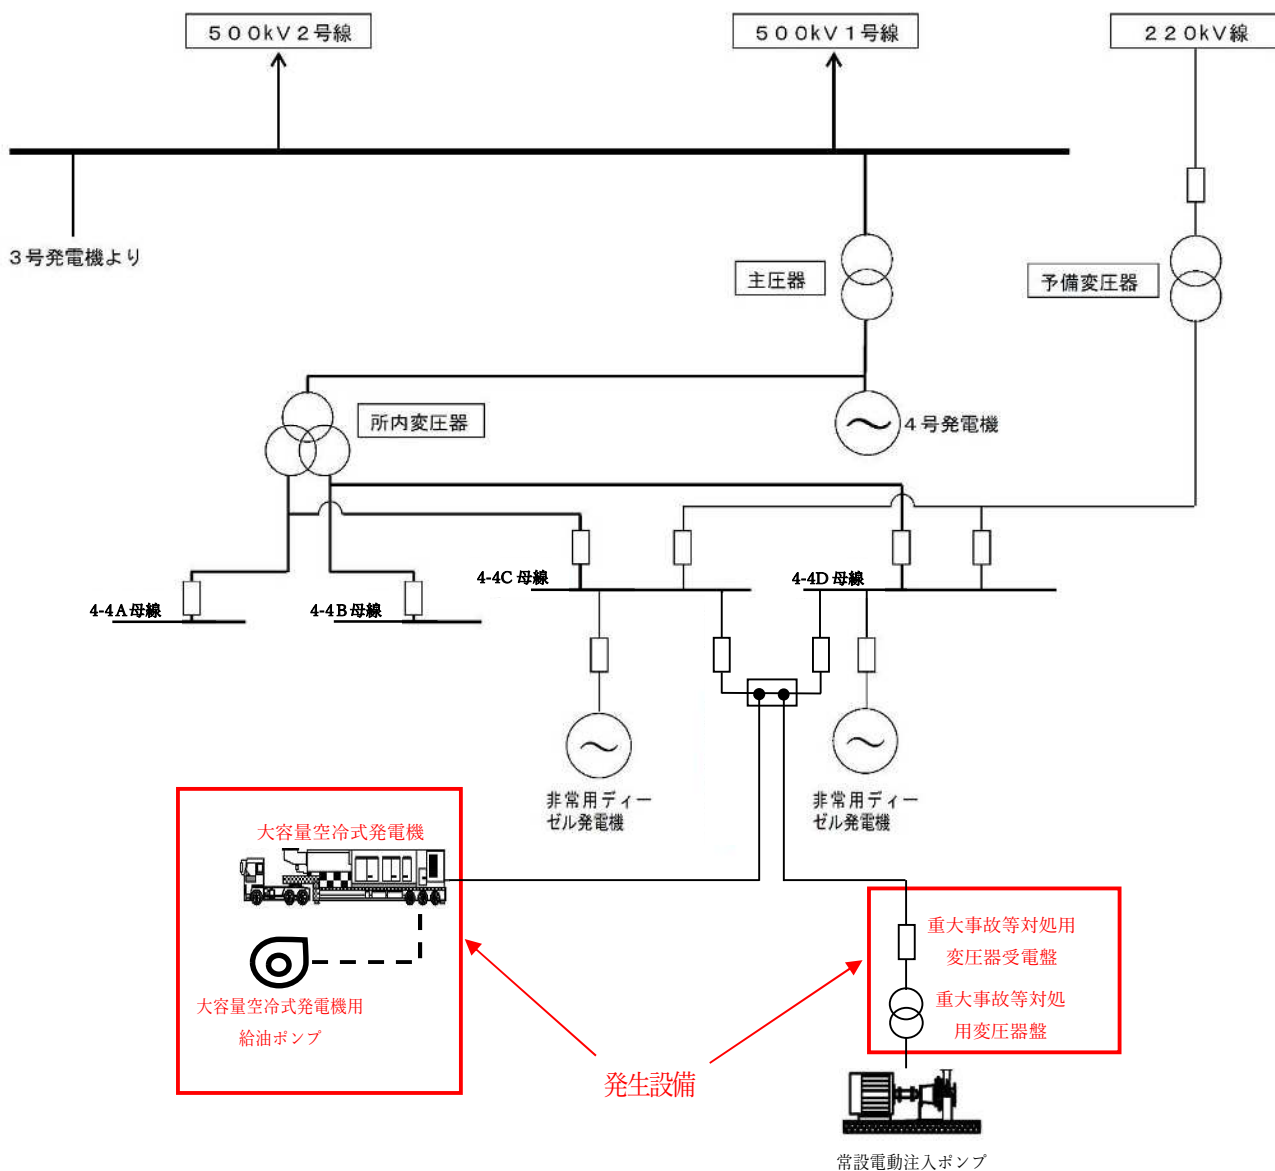 ５００kV２号線
５００kV１号線
２２０kV線
３号発電機より
主圧器
予備変圧器
所内変圧器
４号発電機
4-4C 母線
4-4D 母線
4-4A母線
4-4B母線
非常用ディー
ゼル発電機
非常用ディー
ゼル発電機
大容量空冷式発電機
大容量空冷式発電機用
給油ポンプ
重大事故等対処用
変圧器受電盤
重大事故等対処
用変圧器盤
発生設備
常設電動注入ポンプ